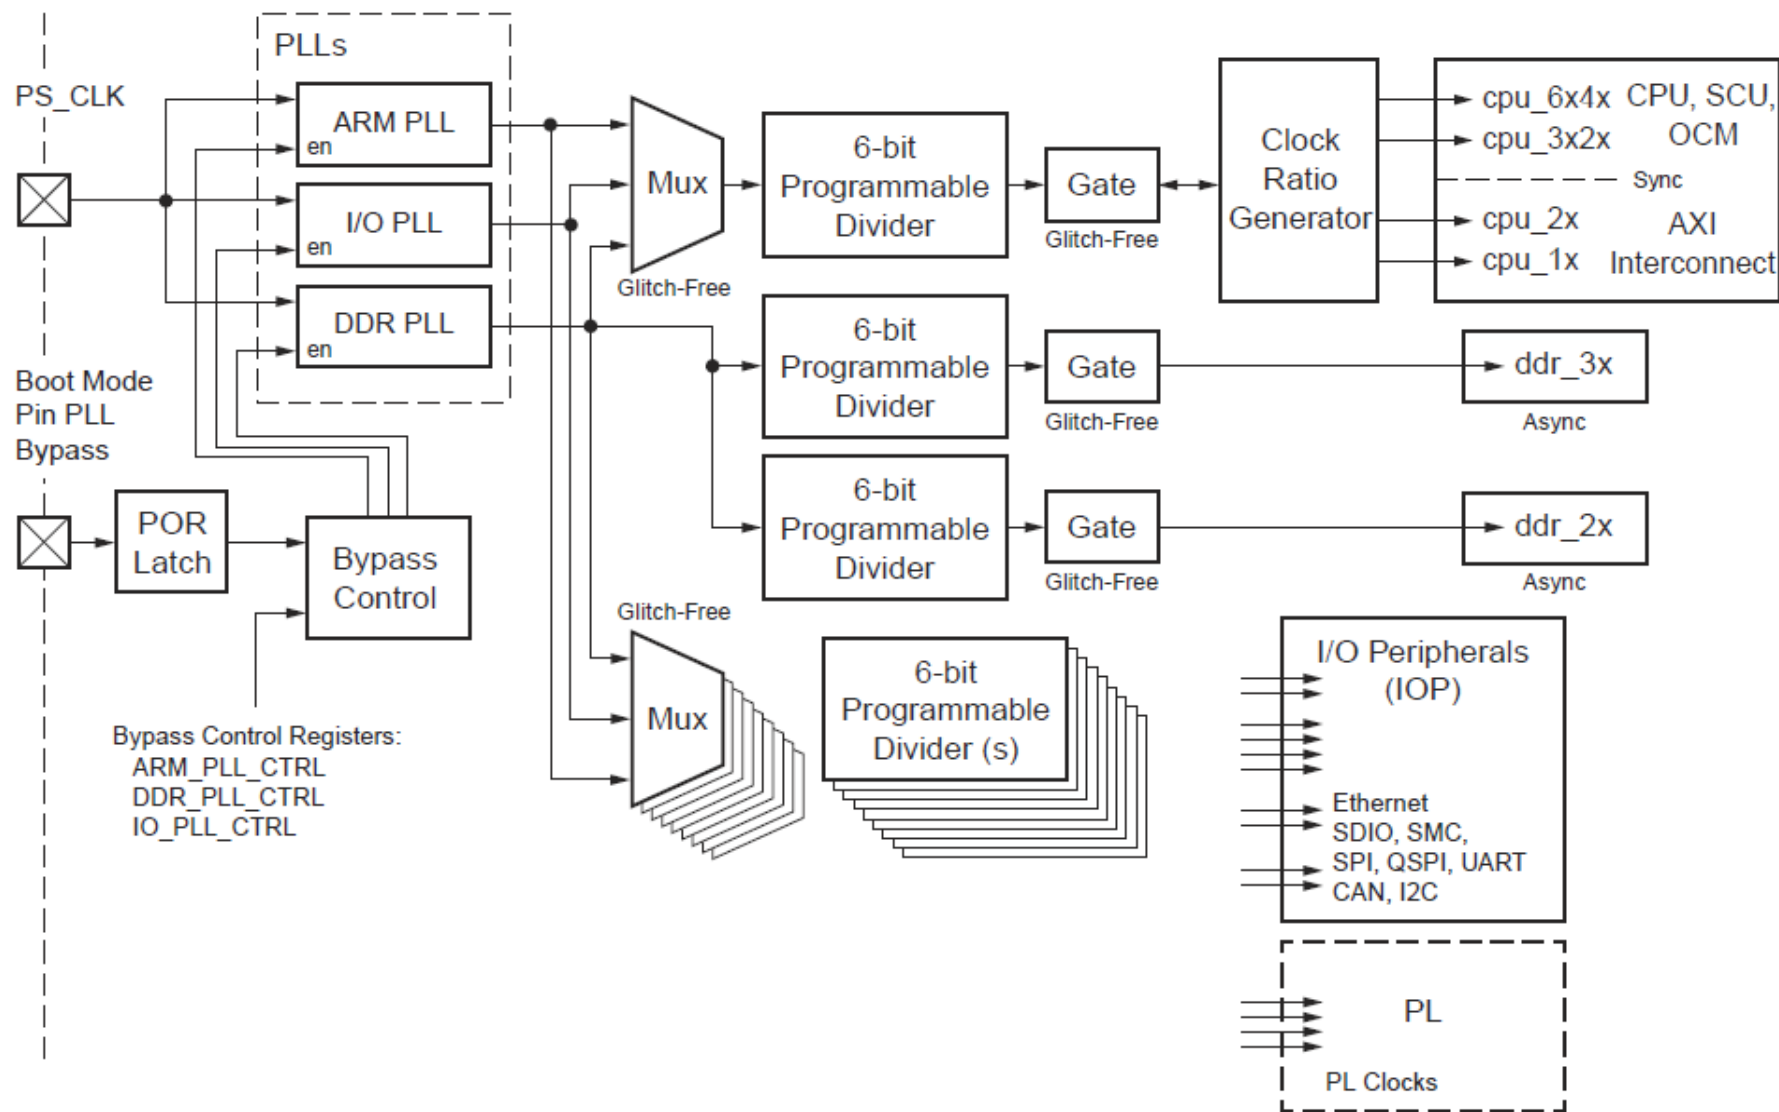 PLLs
PS_CLK
ARM PLL
en
I/O PLL
en
DDR PLL
en
Boot Mode
Pin PLL
Bypass
POR
Latch
Bypass
Control
Bypass Control Registers:
ARM_PLL_CTRL
DDR_PLL_CTRL
IO_PLL_CTRL
Mux
Glitch-Free
6-bit
Programmable
Divider
Gate
Glitch-Free
Clock
Ratio
Generator
cpu_6x4x
cpu_3x2x
CPU, SCU,
OCM
Sync
cpu_2x
cpu_1x
AXI
Interconnect
6-bit
Programmable
Divider
Gate
Glitch-Free
ddr_3x
Async
6-bit
Programmable
Divider
Gate
Glitch-Free
ddr_2x
Async
Glitch-Free
Mux
6-bit
Programmable
Divider (s)
I/O Peripherals
(IOP)
Ethernet
SDIO, SMC,
SPI, QSPI, UART
CAN, I2C
PL
PL Clocks